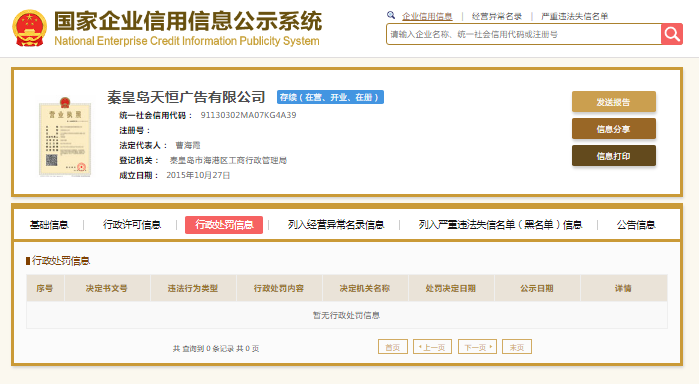 国家企业信用信息公示系统
National Enterprise Credit Information Publicity System
企业信用信息 | 经营异常名录 | 严重违法失信名单
请输入企业名称、统一社会信用代码或注册号
搜索
营业执照
秦皇岛天恒广告有限公司 存续（在营、开业、在册）
统一社会信用代码： 91130302MA07KG4A39
注册号：
法定代表人： 曹海霞
登记机关： 秦皇岛市海港区工商行政管理局
成立日期： 2015年10月27日
发送报告
信息分享
信息打印
基础信息 | 行政许可信息 | 行政处罚信息 | 列入经营异常名录信息 | 列入严重违法失信名单（黑名单）信息 | 公告信息
行政处罚信息
序号 决定书文号 违法行为类型 行政处罚内容 决定机关名称 处罚决定日期 公示日期 详情
暂无行政处罚信息
共 查询到 0 条记录 共 0 页 首页 上一页 下一页 末页